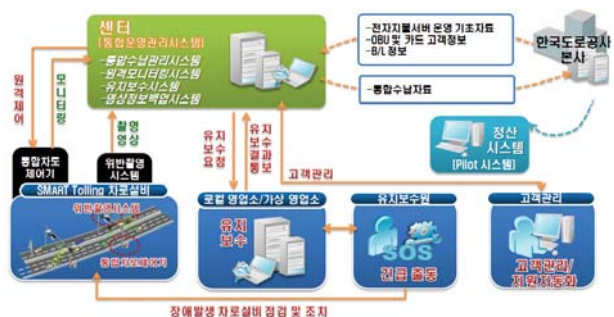 센터
[통합운영관리시스템]
-통합수납관리시스템
-원격모니터링시스템
-유지보수시스템
-영상정보백업시스템
-전자지불서버 운영 기초자료
-OBU 및 카드 고객정보
-B/L 정보
-통합수납자료
한국도로공사
본사
정산
시스템
[Pilot 시스템]
원격제어
모니터링
촬영
영상
통합차로
제어기
위반촬영
시스템
유지
보수
요청
유지
보수
결과
통보
고객관리
SMART Tolling 차로설비
위반촬영시스템
통합차로제어기
로컬 영업소/가상 영업소
유지
보수
유지보수원
SOS
긴급 출동
고객관리
고객관리/
지원 자동화
장애발생 차로설비 점검 및 조치